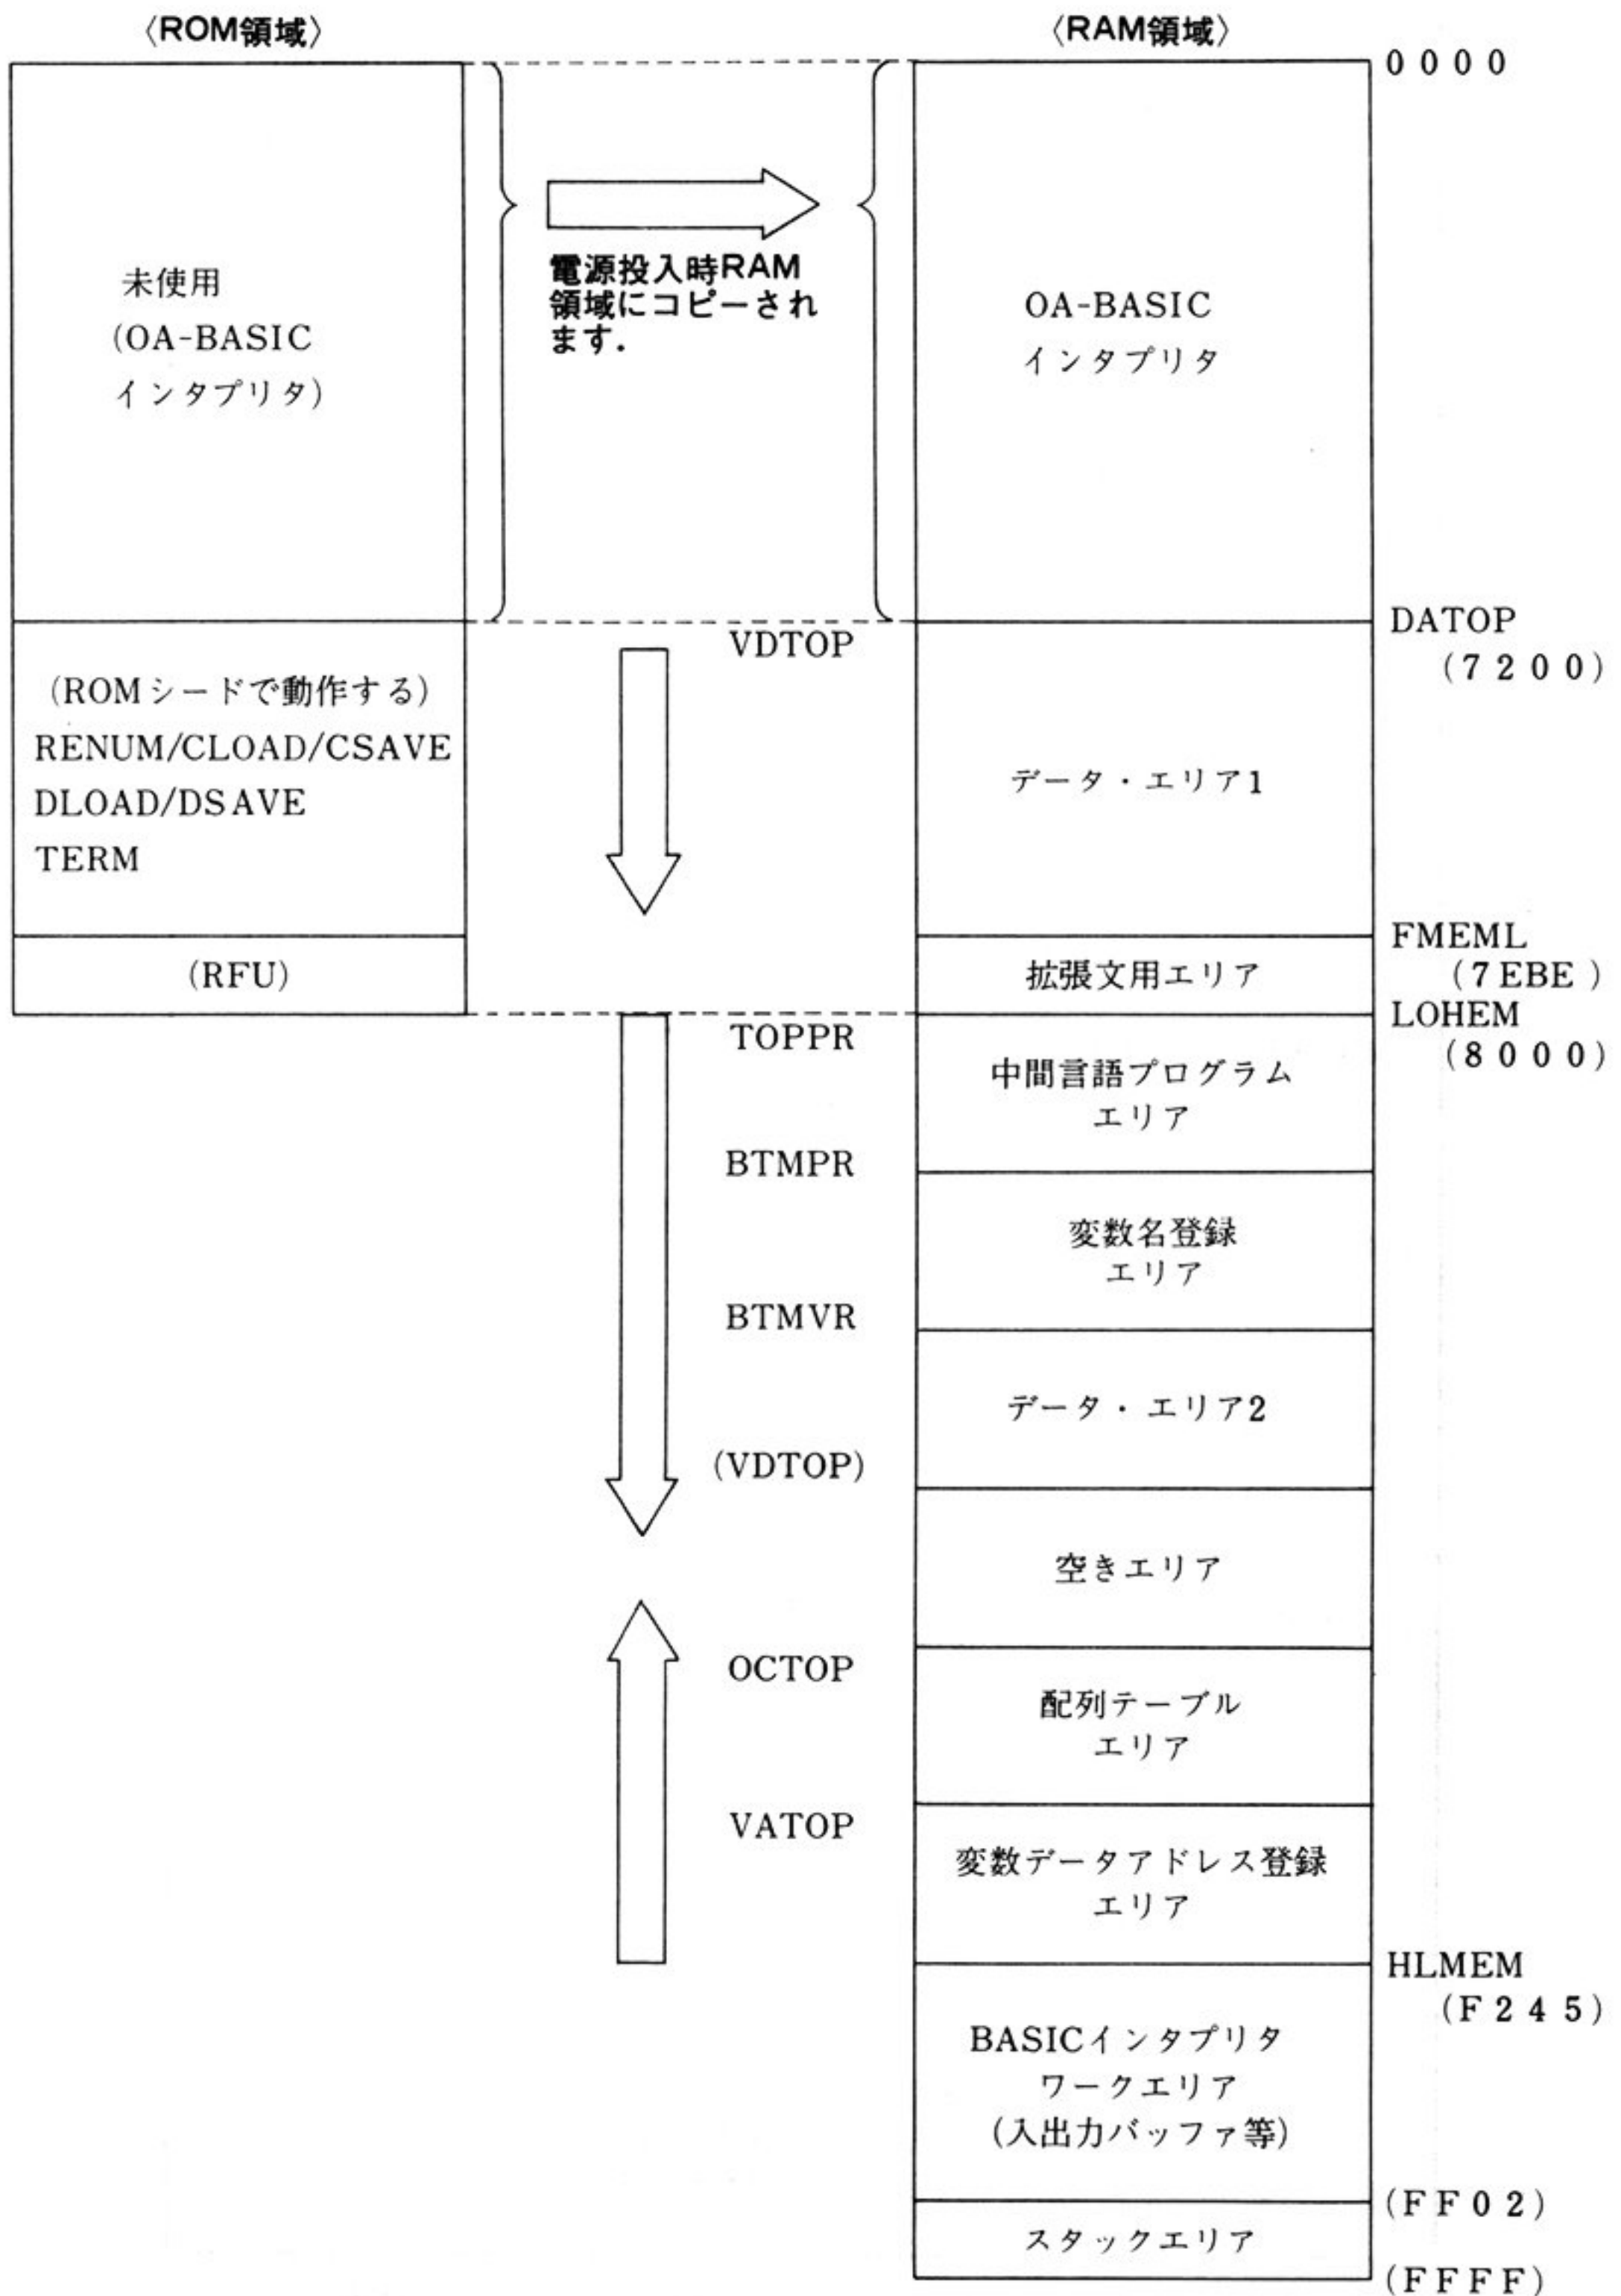 〈ROM領域〉
〈RAM領域〉
0000
未使用
(OA-BASIC
インタプリタ)
電源投入時RAM
領域にコピーされ
ます.
OA-BASIC
インタプリタ
VDTOP
DATOP
(7200)
(ROMシードで動作する)
RENUM/CLOAD/CSAVE
DLOAD/DSAVE
TERM
データ・エリア1
FMEML
(7EBE)
(RFU)
拡張文用エリア
LOHEM
(8000)
TOPPR
中間言語プログラム
エリア
BTMPR
変数名登録
エリア
BTMVR
データ・エリア2
(VDTOP)
空きエリア
OCTOP
配列テーブル
エリア
VATOP
変数データアドレス登録
エリア
HLMEM
(F245)
BASICインタプリタ
ワークエリア
(入出力バッファ等)
(FF02)
スタックエリア
(FFFF)